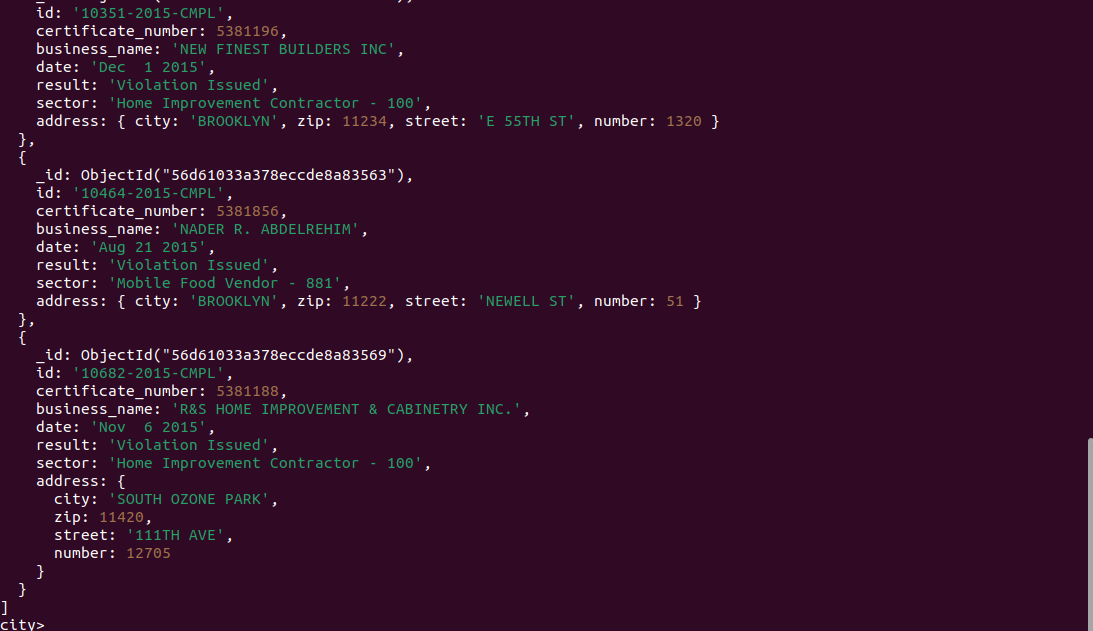 id: '10351-2015-CMPL',
certificate_number: 5381196,
business_name: 'NEW FINEST BUILDERS INC',
date: 'Dec  1 2015',
result: 'Violation Issued',
sector: 'Home Improvement Contractor - 100',
address: { city: 'BROOKLYN', zip: 11234, street: 'E 55TH ST', number: 1320 }
},
{
_id: ObjectId("56d61033a378eccde8a83563"),
id: '10464-2015-CMPL',
certificate_number: 5381856,
business_name: 'NADER R. ABDELREHIM',
date: 'Aug 21 2015',
result: 'Violation Issued',
sector: 'Mobile Food Vendor - 881',
address: { city: 'BROOKLYN', zip: 11222, street: 'NEWELL ST', number: 51 }
},
{
_id: ObjectId("56d61033a378eccde8a83569"),
id: '10682-2015-CMPL',
certificate_number: 5381188,
business_name: 'R&S HOME IMPROVEMENT & CABINETRY INC.',
date: 'Nov  6 2015',
result: 'Violation Issued',
sector: 'Home Improvement Contractor - 100',
address: {
city: 'SOUTH OZONE PARK',
zip: 11420,
street: '111TH AVE',
number: 12705
}
}
]
city>